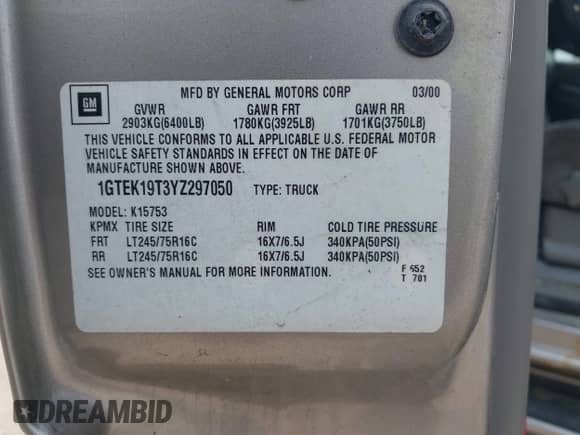 GM
MFD BY GENERAL MOTORS CORP 03/00
GVWR GAWR FRT GAWR RR
2903KG(6400LB) 1780KG(3925LB) 1701KG(3750LB)
THIS VEHICLE CONFORMS TO ALL APPLICABLE U.S. FEDERAL MOTOR
VEHICLE SAFETY STANDARDS IN EFFECT ON THE DATE OF
MANUFACTURE SHOWN ABOVE.
1GTEK19T3YZ297050 TYPE: TRUCK
MODEL: K15753
KPMX TIRE SIZE RIM COLD TIRE PRESSURE
FRT LT245/75R16C 16X7/6.5J 340KPA(50PSI)
RR LT245/75R16C 16X7/6.5J 340KPA(50PSI)
SEE OWNER'S MANUAL FOR MORE INFORMATION.
F 552
T 701
DREAMBID